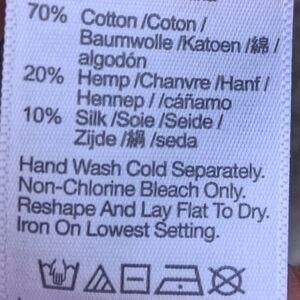 70% Cotton /Coton /
Baumwolle /Katoen /綿 /
algodón
20% Hemp /Chanvre /Hanf /
Hennep / /cáñamo
10% Silk /Soie /Seide /
Zijde /絹 /seda
Hand Wash Cold Separately.
Non-Chlorine Bleach Only.
Reshape And Lay Flat To Dry.
Iron On Lowest Setting.